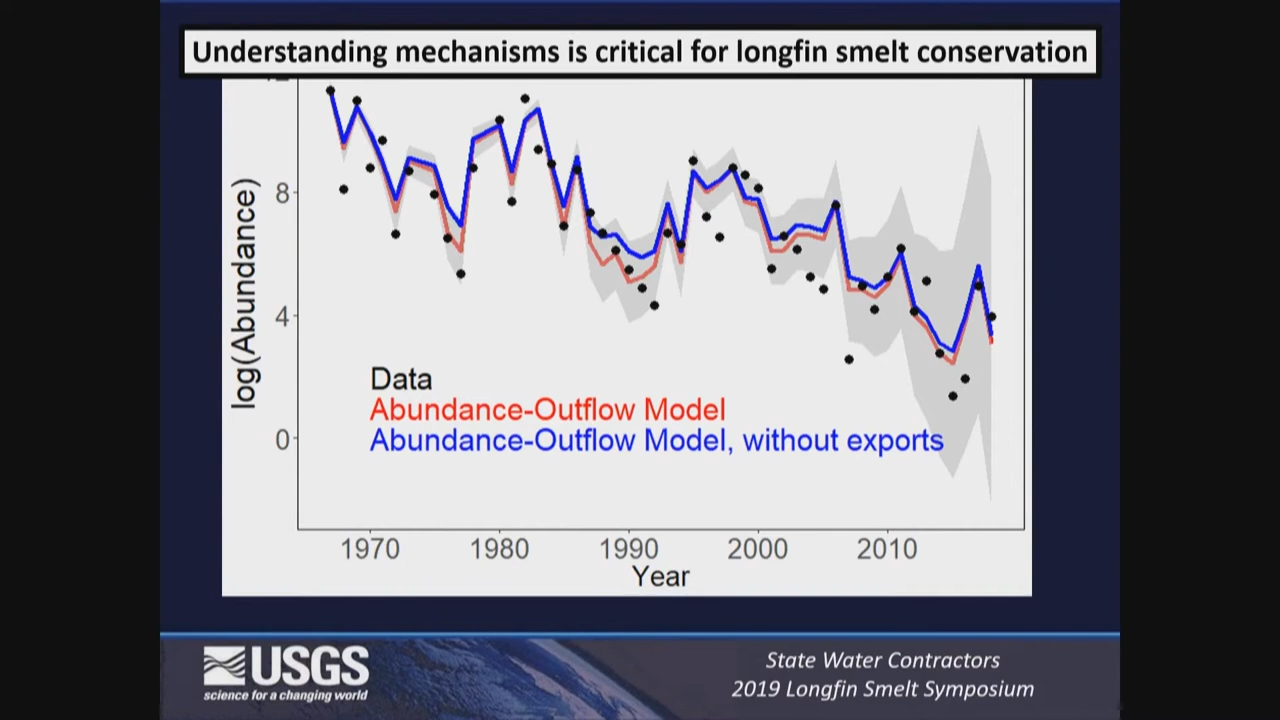 Understanding mechanisms is critical for longfin smelt conservation
8
4
0
log(Abundance)
Data
Abundance-Outflow Model
Abundance-Outflow Model, without exports
1970 1980 1990 2000 2010
Year
USGS
science for a changing world
State Water Contractors
2019 Longfin Smelt Symposium